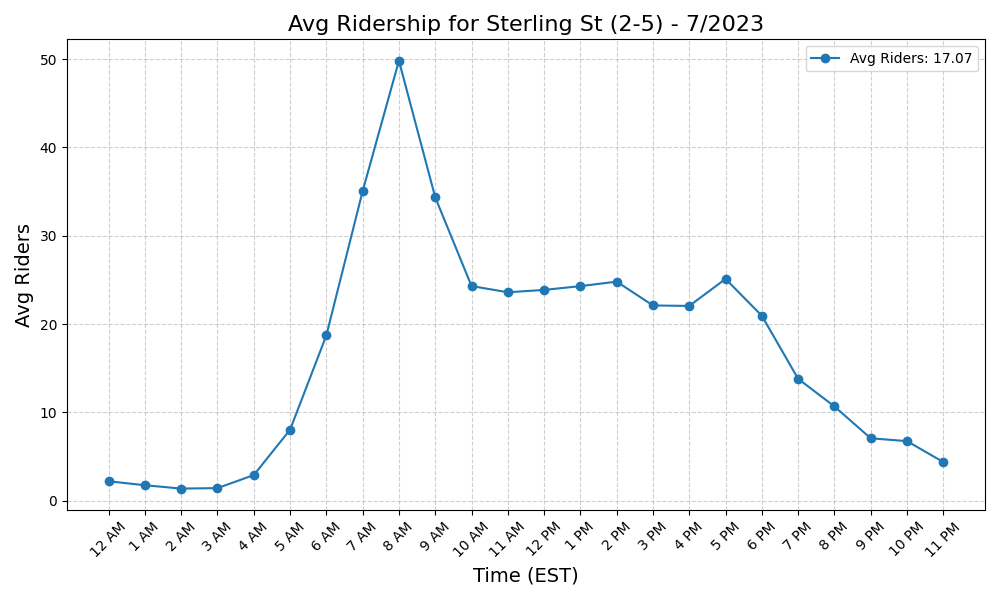 Avg Ridership for Sterling St (2-5) - 7/2023
Avg Riders: 17.07
Avg Riders
50
40
30
20
10
0
12 AM
1 AM
2 AM
3 AM
4 AM
5 AM
6 AM
7 AM
8 AM
9 AM
10 AM
11 AM
12 PM
1 PM
2 PM
3 PM
4 PM
5 PM
6 PM
7 PM
8 PM
9 PM
10 PM
11 PM
Time (EST)